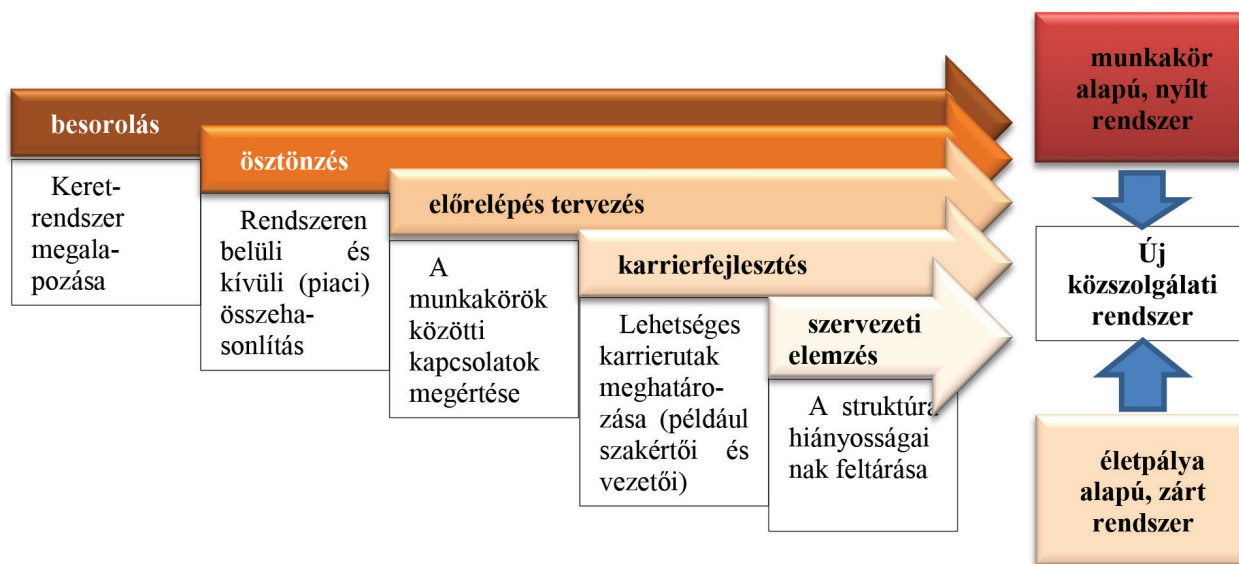 besorolás
Keret-
rendszer
megala-
pozása
ösztönzés
Rendszeren
belüli és
kívüli (piaci)
összeha-
sonlítás
előrelépés tervezés
A
munkakörök
közötti
kapcsolatok
megértése
karrierfejlesztés
Lehetséges
karrierutak
meghatáro-
zása (például
szakértői és
vezetői)
szervezeti
elemzés
A struktúra
hiányosságai
nak feltárása
munkakör
alapú, nyílt
rendszer
Új
közszolgálati
rendszer
életpálya
alapú, zárt
rendszer